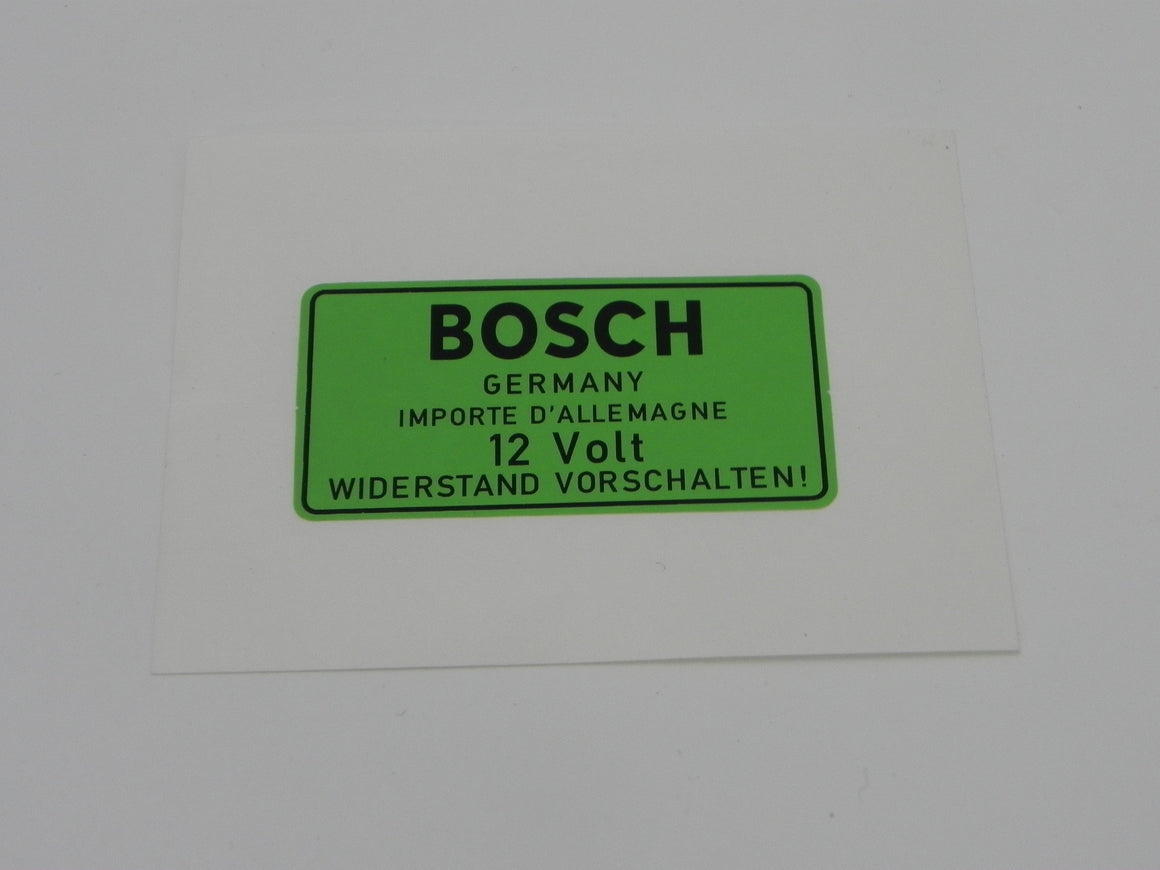 BOSCH
GERMANY
IMPORTE D'ALLEMAGNE
12 Volt
WIDERSTAND VORSCHALTEN!